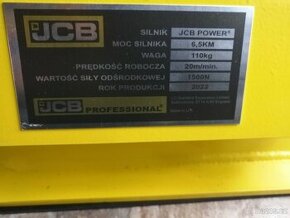 JCB
SILNIK JCB POWER®
MOC SILNIKA 6,5KM
WAGA 110kg
PRĘDKOŚĆ ROBOCZA 20m/min.
WARTOŚĆ SIŁY ODŚRODKOWEJ 1500N
ROK PRODUKCJI 2022
JCB
PROFESSIONAL®